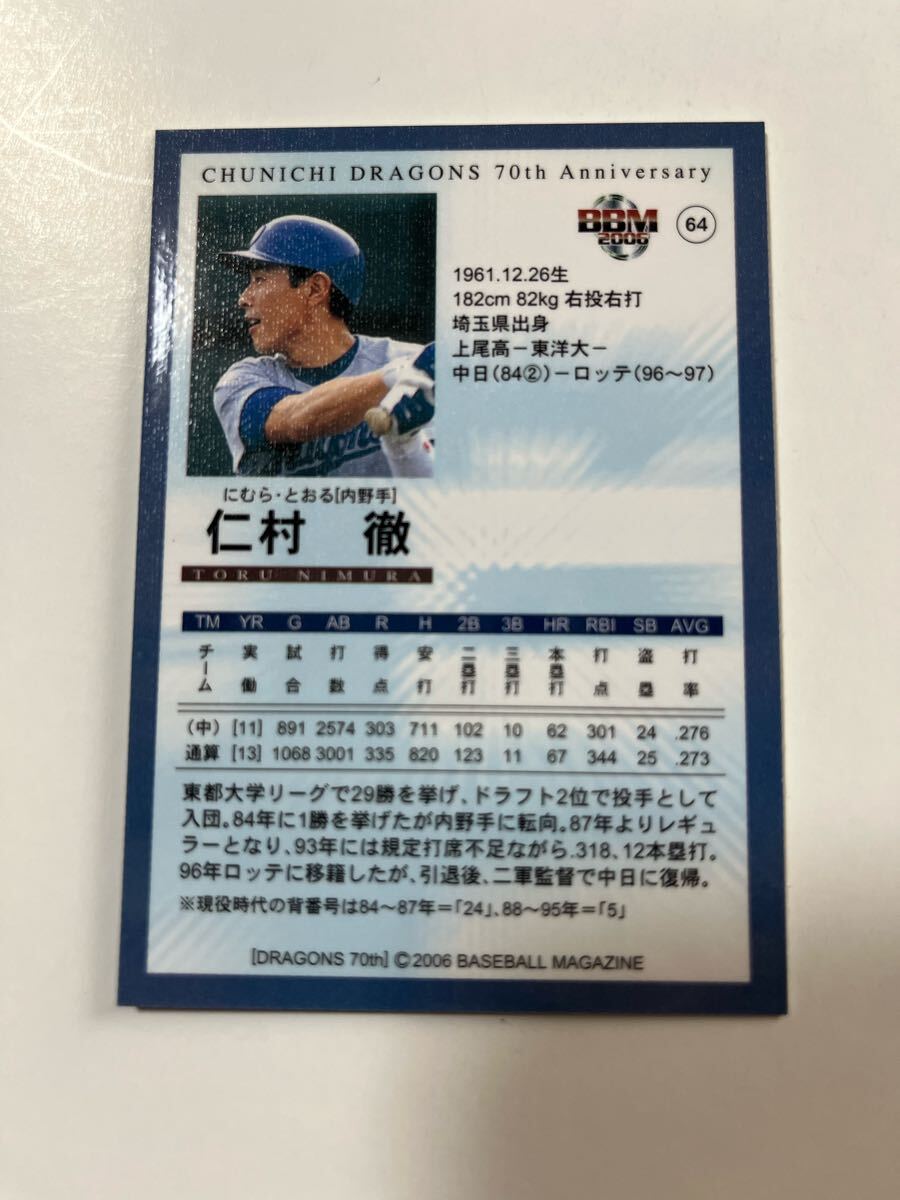 CHUNICHI DRAGONS 70th Anniversary
BBM
2006
64
1961.12.26生
182cm 82kg 右投右打
埼玉県出身
上尾高－東洋大－
中日(84②)－ロッテ(96～97)
にむら・とおる[内野手]
仁村 徹
TORU NIMURA
TM YR G AB R H 2B 3B HR RBI SB AVG
チーム 実働 試合 打数 得点 安打 二塁打 三塁打 本塁打 打点 盗塁 打率
(中) [11] 891 2574 303 711 102 10 62 301 24 .276
通算 [13] 1068 3001 335 820 123 11 67 344 25 .273
東都大学リーグで29勝を挙げ、ドラフト2位で投手として
入団。84年に1勝を挙げたが内野手に転向。87年よりレギュ
ラーとなり、93年には規定打席不足ながら.318、12本塁打。
96年ロッテに移籍したが、引退後、二軍監督で中日に復帰。
※現役時代の背番号は84～87年＝「24」、88～95年＝「5」
[DRAGONS 70th] ©2006 BASEBALL MAGAZINE